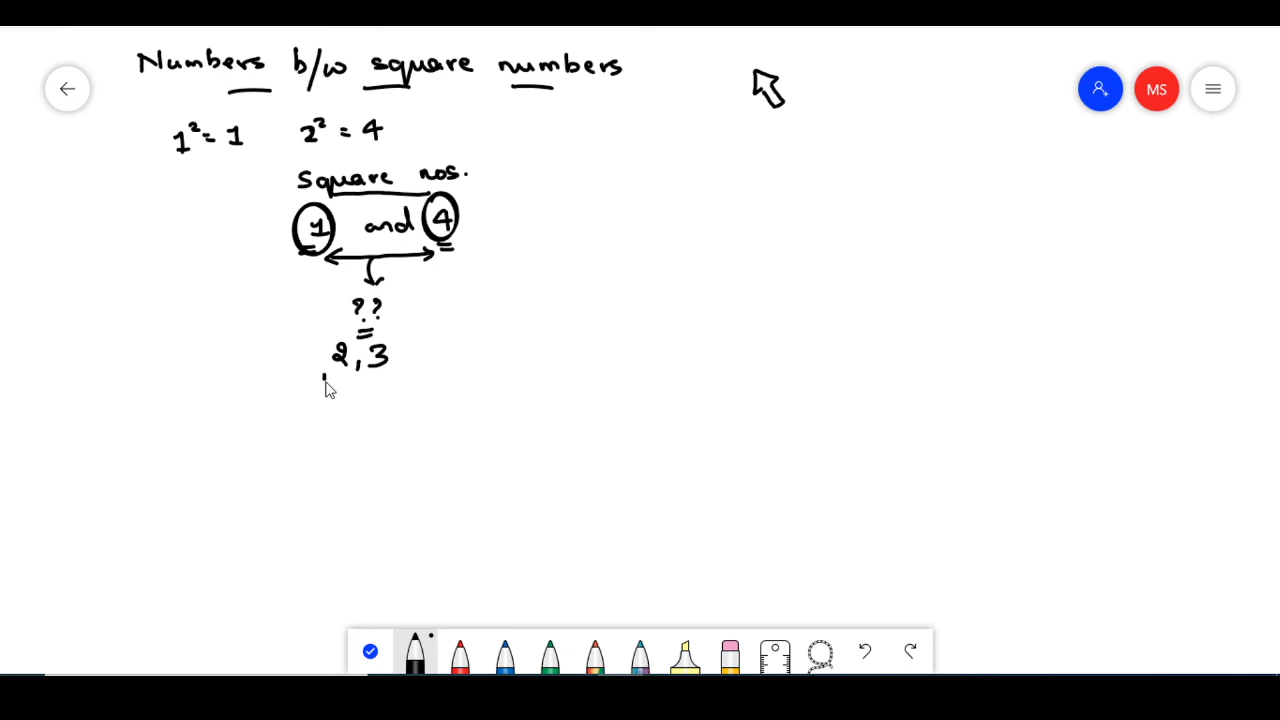 Numbers b/w square numbers
MS
1² = 1 2² = 4
Square nos.
1 and 4
??
2, 3